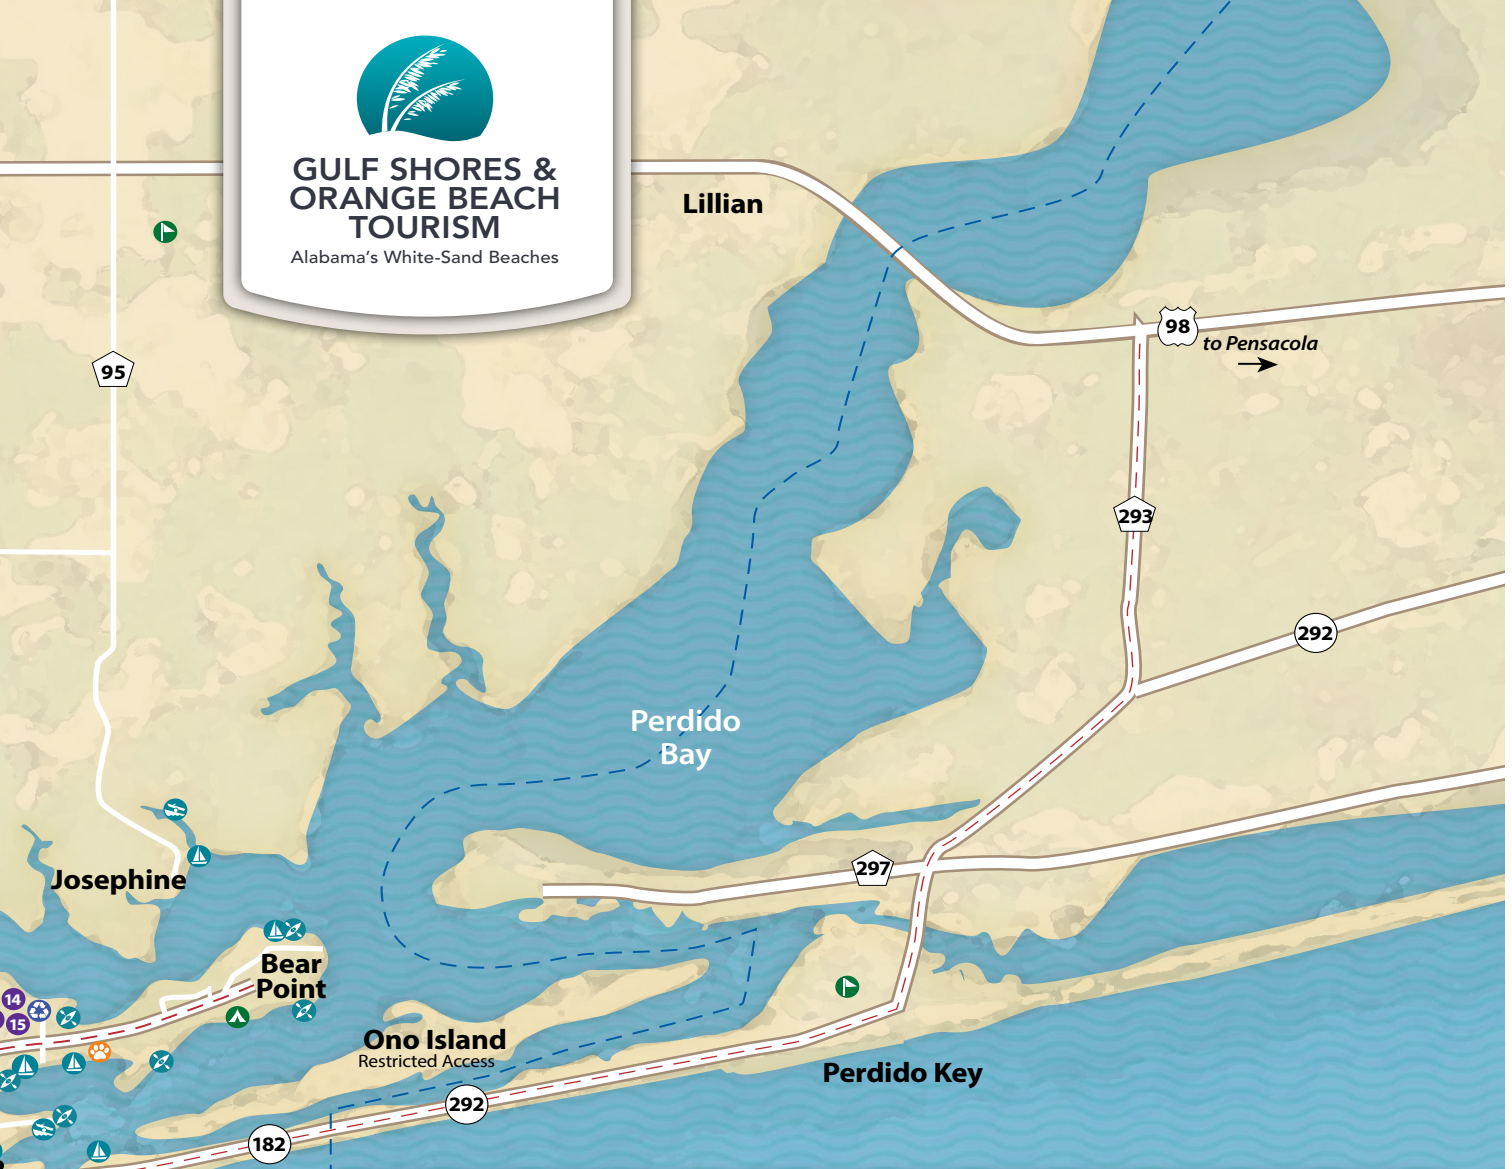 GULF SHORES &
ORANGE BEACH
TOURISM
Alabama's White-Sand Beaches
Lillian
98
to Pensacola
95
293
292
Perdido
Bay
297
Josephine
Bear
Point
14
15
Ono Island
Restricted Access
Perdido Key
292
182